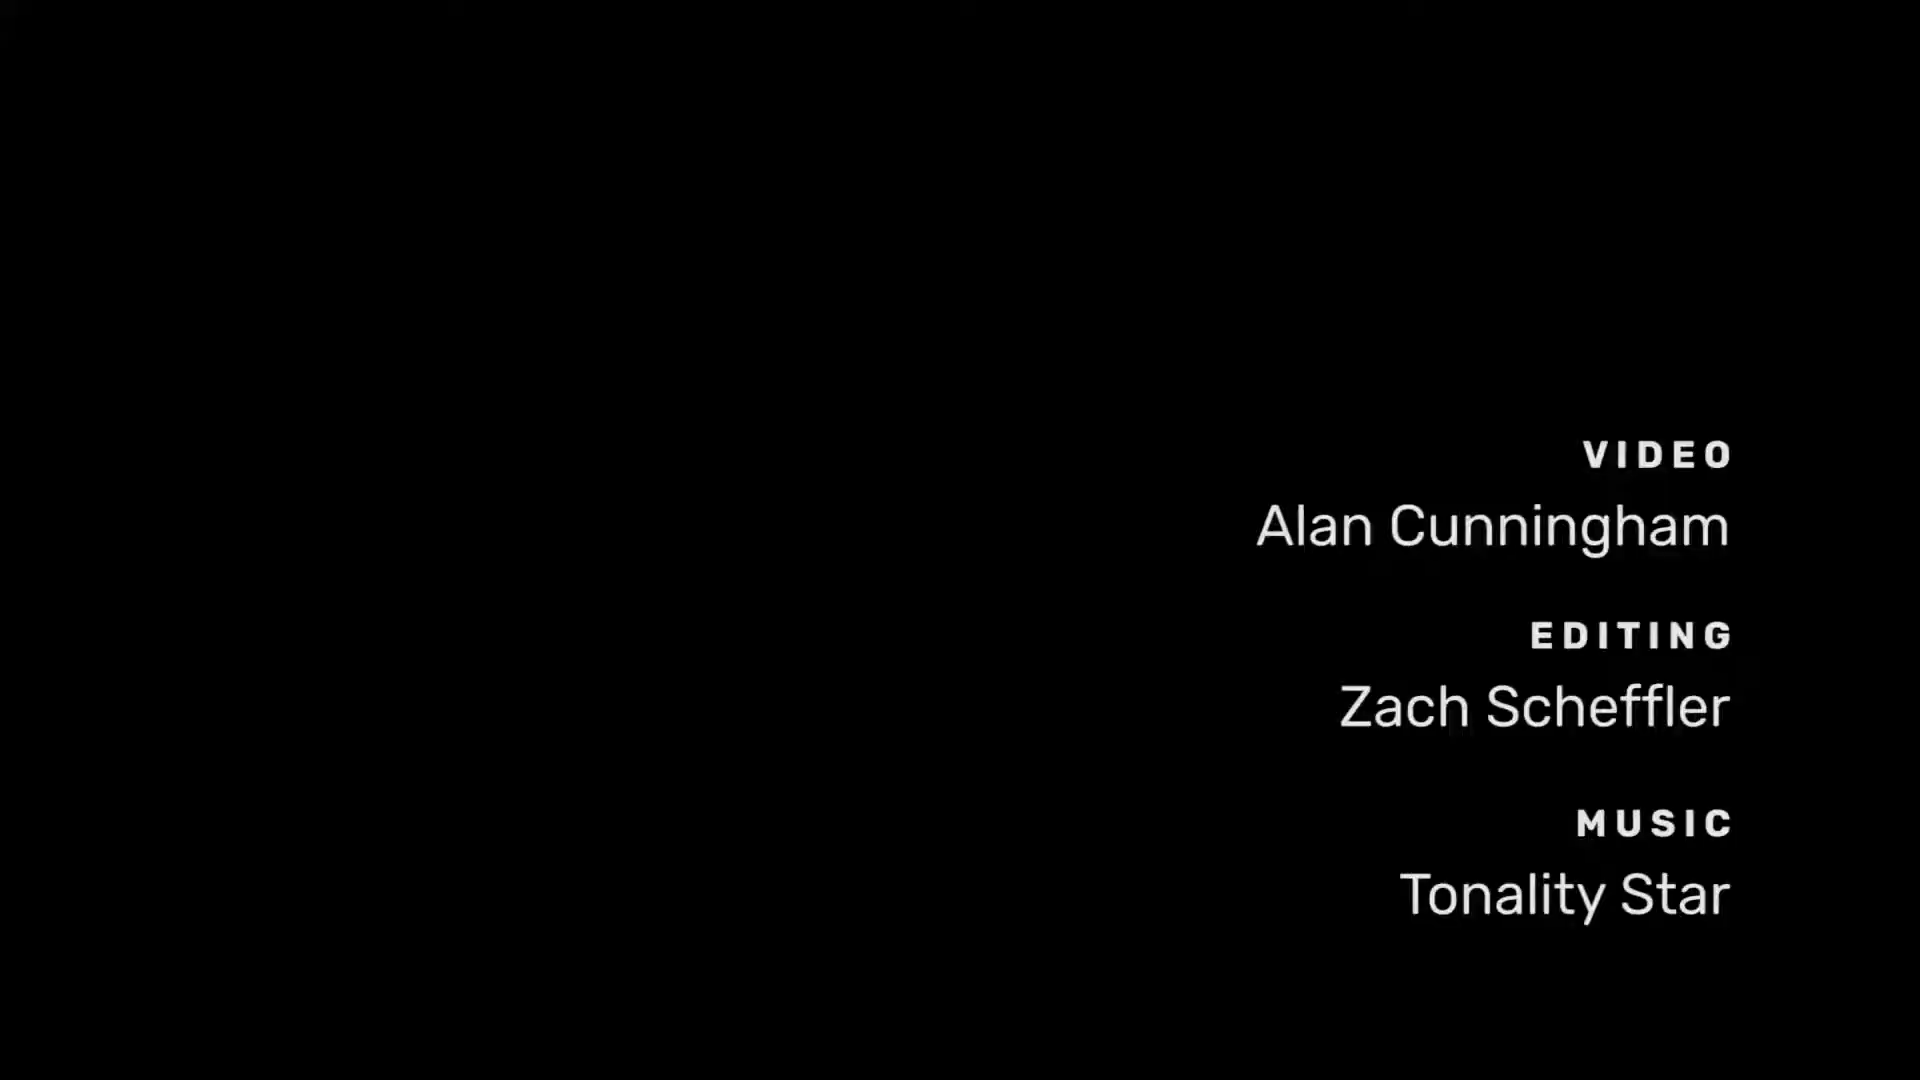 VIDEO
Alan Cunningham
EDITING
Zach Scheffler
MUSIC
Tonality Star